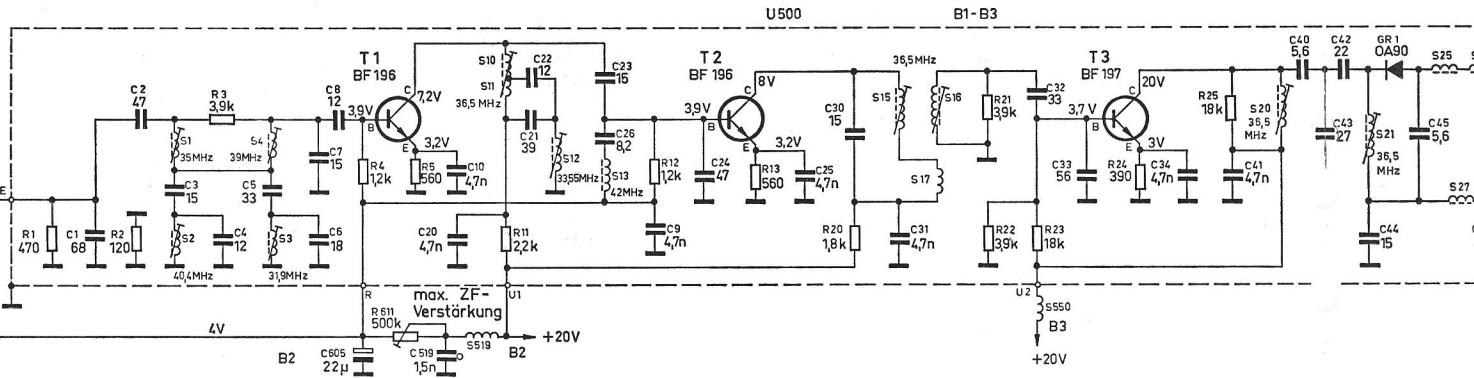 U500 B1-B3
T1
BF 196
T2
BF 196
T3
BF 197
C2
47
R3
3,9k
C8
12
3,9V
C
7,2V
B
E
3,2V
S10
S11
36,5 MHz
C22
12
C23
15
C21
39
S12
33,55MHz
C26
8,2
S13
42MHz
S1
35MHz
S4
39MHz
C7
15
R4
1,2k
R5
560
C10
4,7n
C3
15
C5
33
E
R1
470
C1
68
R2
120
S2
40,4MHz
C4
12
S3
31,9MHz
C6
18
C20
4,7n
R11
2,2k
R12
1,2k
C9
4,7n
3,9V
C
8V
B
E
3,2V
C24
47
R13
560
C25
4,7n
C30
15
36,5MHz
S15
S16
S17
R20
1,8k
C31
4,7n
R21
3,9k
C32
33
3,7V
C
20V
B
E
3V
C33
56
R24
390
C34
4,7n
R22
3,9k
R23
18k
R25
18k
S20
36,5
MHz
C41
4,7n
C40
5,6
C42
22
GR1
OA90
S25
C43
27
S21
36,5
MHz
C45
5,6
S27
C44
15
R
max. ZF-
Verstärkung
U1
U2
S550
B3
+20V
4V
R611
500k
S519
B2
+20V
B2
C605
22µ
C519
1,5n